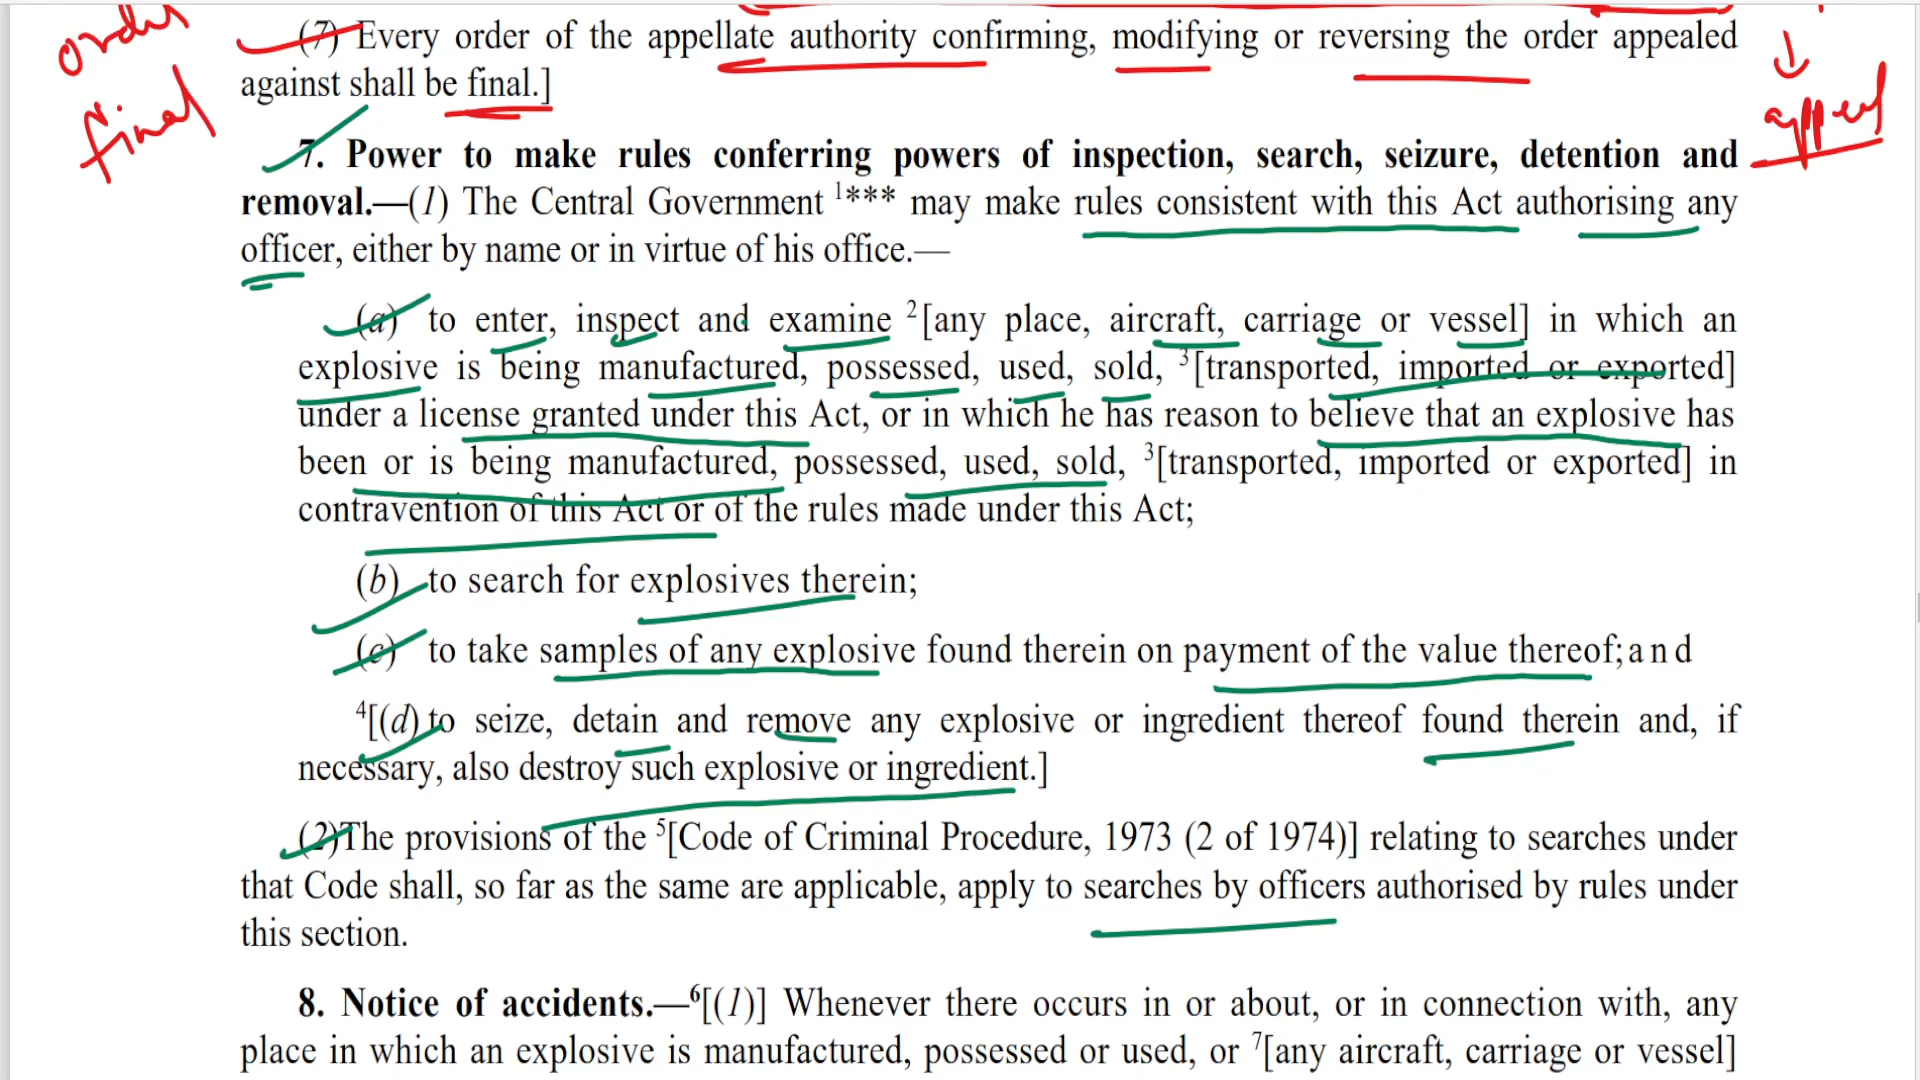 order
final
(7) Every order of the appellate authority confirming, modifying or reversing the order appealed
against shall be final.]
appeal
7. Power to make rules conferring powers of inspection, search, seizure, detention and
removal.—(1) The Central Government 1*** may make rules consistent with this Act authorising any
officer, either by name or in virtue of his office.—
(a) to enter, inspect and examine 2[any place, aircraft, carriage or vessel] in which an
explosive is being manufactured, possessed, used, sold, 3[transported, imported or exported]
under a license granted under this Act, or in which he has reason to believe that an explosive has
been or is being manufactured, possessed, used, sold, 3[transported, imported or exported] in
contravention of this Act or of the rules made under this Act;
(b) to search for explosives therein;
(c) to take samples of any explosive found therein on payment of the value thereof; a n d
4[(d) to seize, detain and remove any explosive or ingredient thereof found therein and, if
necessary, also destroy such explosive or ingredient.]
(2)The provisions of the 5[Code of Criminal Procedure, 1973 (2 of 1974)] relating to searches under
that Code shall, so far as the same are applicable, apply to searches by officers authorised by rules under
this section.
8. Notice of accidents.—6[(1)] Whenever there occurs in or about, or in connection with, any
place in which an explosive is manufactured, possessed or used, or 7[any aircraft, carriage or vessel]